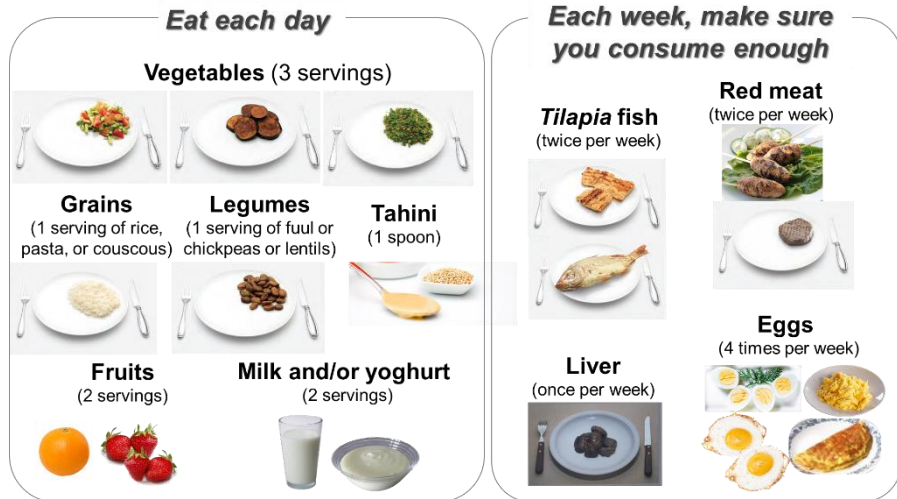 Eat each day
Vegetables (3 servings)
Grains
(1 serving of rice,
pasta, or couscous)
Legumes
(1 serving of fuul or
chickpeas or lentils)
Tahini
(1 spoon)
Fruits
(2 servings)
Milk and/or yoghurt
(2 servings)
Each week, make sure
you consume enough
Tilapia fish
(twice per week)
Red meat
(twice per week)
Liver
(once per week)
Eggs
(4 times per week)